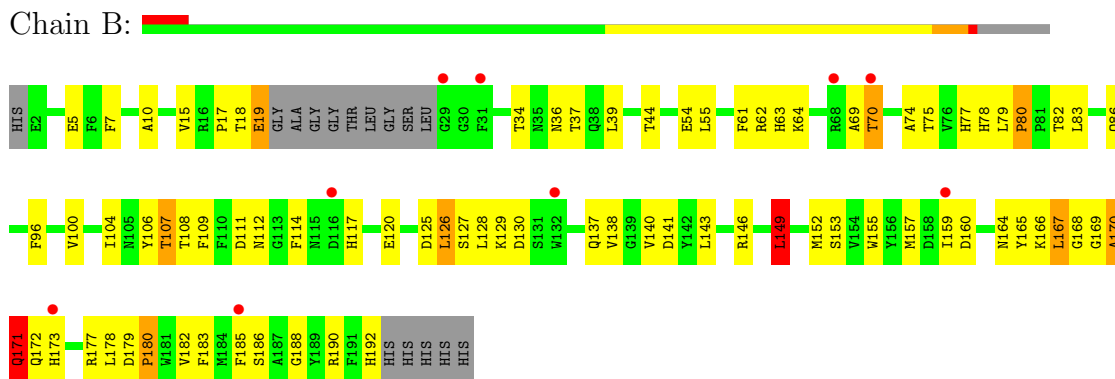 Chain B:
HIS E2 E5 F6 F7 A10 V15 R16 P17 T18 E19 GLY ALA GLY GLY THR LEU GLY SER LEU G29 G30 F31 T34 N35 N36 T37 Q38 L39 T44 E54 L55 F61 R62 H63 K64 R68 A69 T70 A74 T75 V76 H77 H78 L79 P80 P81 T82 L83
F96 V100 I104 N105 Y106 T107 T108 F109 F110 D111 N112 G113 F114 N115 D116 H117 E120 D125 L126 S127 L128 K129 D130 S131 W132 Q137 V138 G139 V140 D141 Y142 L143 R146 L149 M152 S153 V154 W155 Y156 M157 D158 I159 D160 N164 Y165 K166 L167 G168 G169 A170
Q171 Q172 H173 R177 L178 D179 P180 W181 V182 F183 M184 F185 S186 A187 G188 Y189 R190 F191 H192 HIS HIS HIS HIS HIS